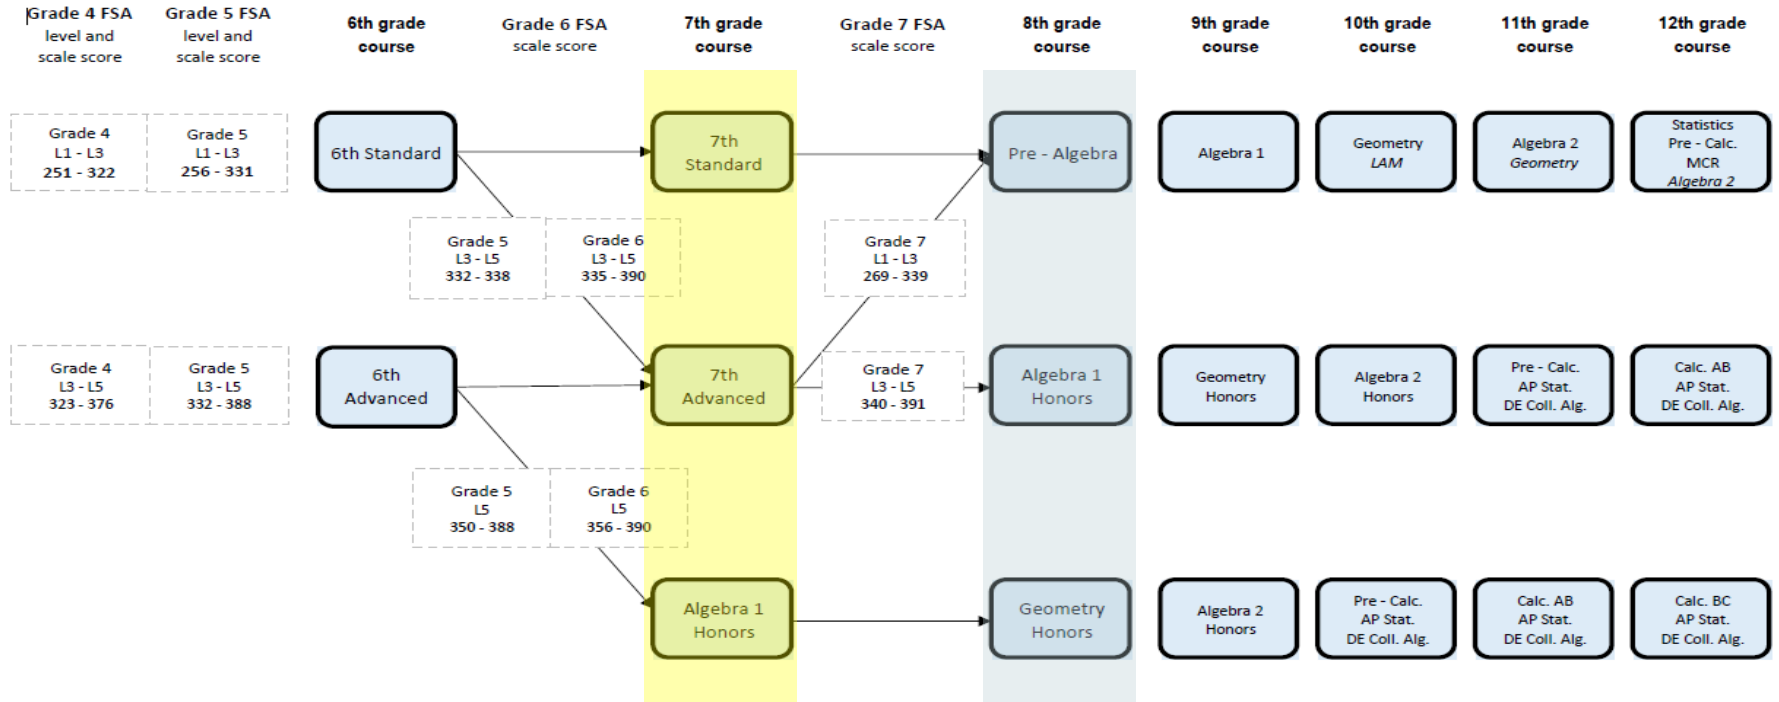 Grade 4 FSA
level and
scale score
Grade 5 FSA
level and
scale score
6th grade
course
Grade 6 FSA
scale score
7th grade
course
Grade 7 FSA
scale score
8th grade
course
9th grade
course
10th grade
course
11th grade
course
12th grade
course
Grade 4
L1 - L3
251 - 322
Grade 5
L1 - L3
256 - 331
6th Standard
7th
Standard
Pre - Algebra
Algebra 1
Geometry
LAM
Algebra 2
Geometry
Statistics
Pre - Calc.
MCR
Algebra 2
Grade 5
L3 - L5
332 - 338
Grade 6
L3 - L5
335 - 390
Grade 7
L1 - L3
269 - 339
Grade 4
L3 - L5
323 - 376
Grade 5
L3 - L5
332 - 388
6th
Advanced
7th
Advanced
Grade 7
L3 - L5
340 - 391
Algebra 1
Honors
Geometry
Honors
Algebra 2
Honors
Pre - Calc.
AP Stat.
DE Coll. Alg.
Calc. AB
AP Stat.
DE Coll. Alg.
Grade 5
L5
350 - 388
Grade 6
L5
356 - 390
Algebra 1
Honors
Geometry
Honors
Algebra 2
Honors
Pre - Calc.
AP Stat.
DE Coll. Alg.
Calc. AB
AP Stat.
DE Coll. Alg.
Calc. BC
AP Stat.
DE Coll. Alg.